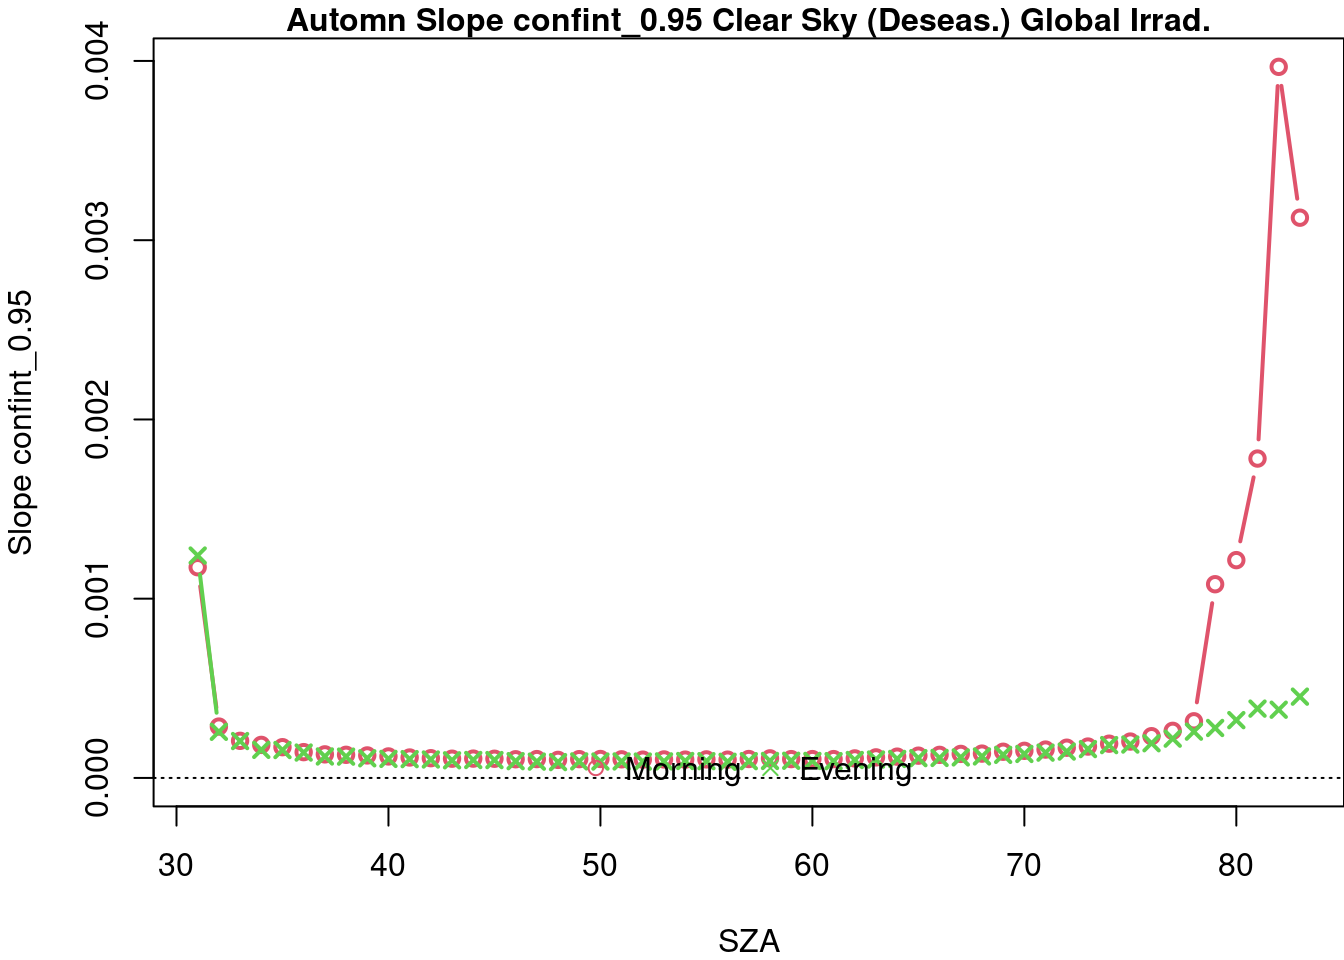 Automn Slope confint_0.95 Clear Sky (Deseas.) Global Irrad.
Slope confint_0.95
0.004
0.003
0.002
0.001
0.000
Morning Evening
30 40 50 60 70 80
SZA